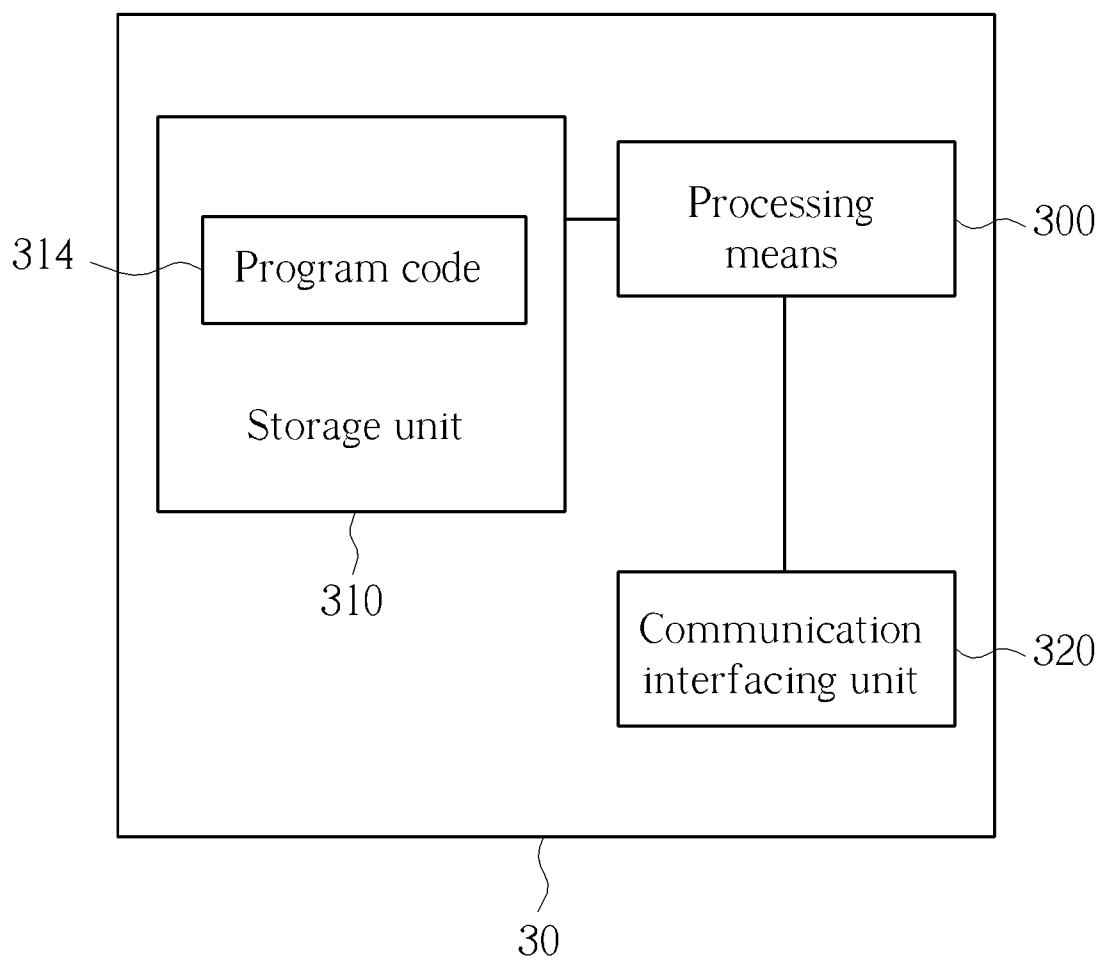 Processing
means
300
314
Program code
Storage unit
310
Communication
interfacing unit
320
30